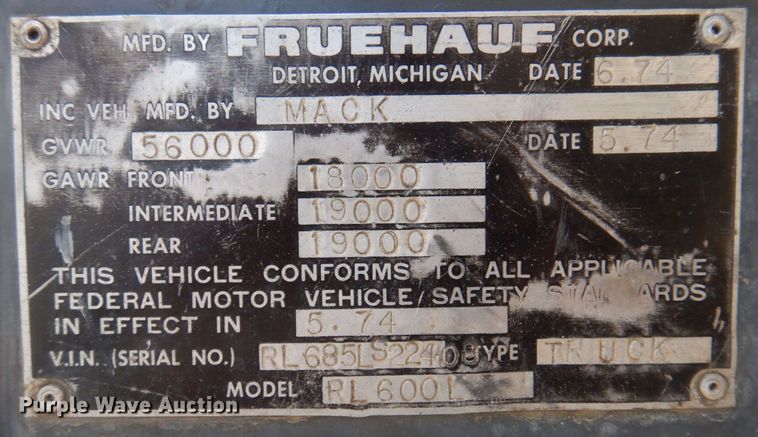 MFD. BY FRUEHAUF CORP.
DETROIT, MICHIGAN DATE 6.74
INC VEH. MFD. BY MACK
GVWR 56000 DATE 5.74
GAWR FRONT 18000
INTERMEDIATE 19000
REAR 19000
THIS VEHICLE CONFORMS TO ALL APPLICABLE
FEDERAL MOTOR VEHICLE SAFETY STANDARDS
IN EFFECT IN 5.74
V.I.N. (SERIAL NO.) RL685LS22408 TYPE TRUCK
MODEL RL600L
Purple Wave Auction